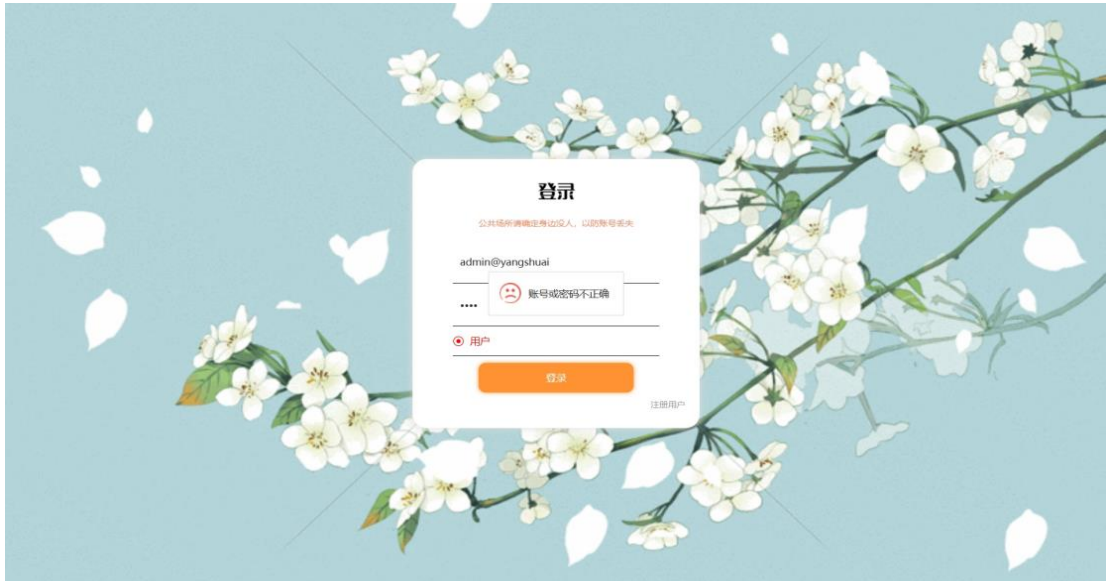 登录
公共场所请确定身边没人，以防账号丢失
admin@yangshuai
账号或密码不正确
••••
用户
登录
注册用户